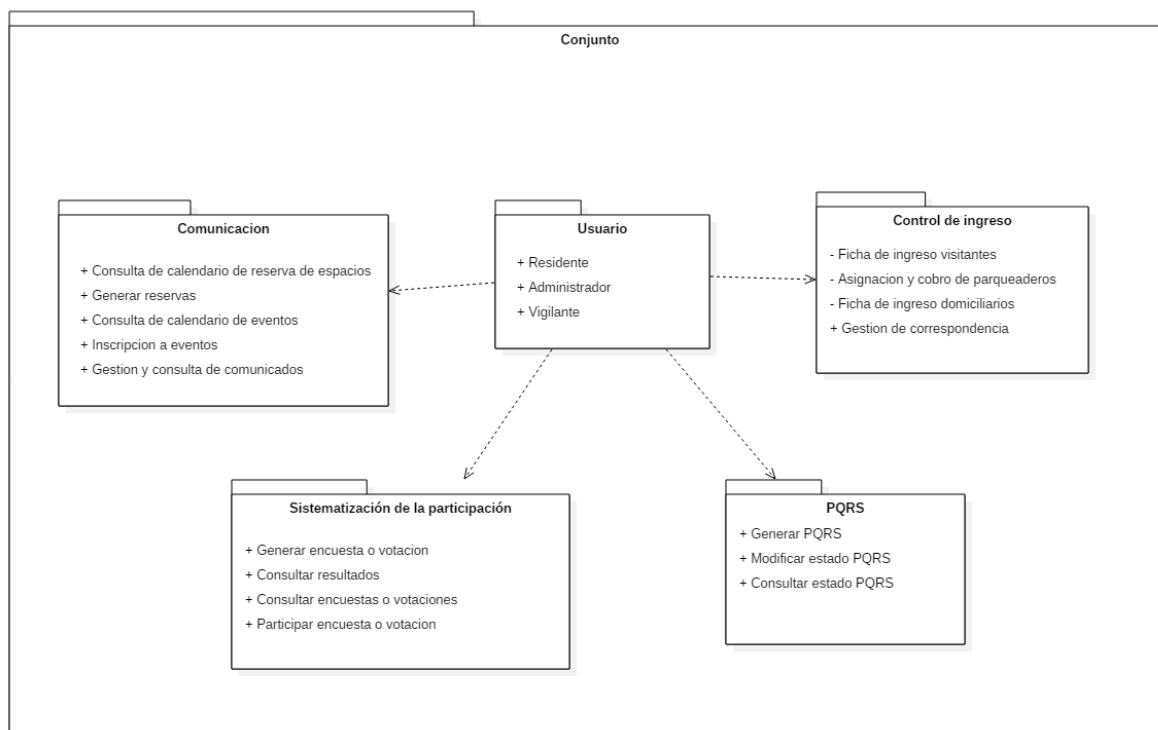 Conjunto
Comunicacion
+ Consulta de calendario de reserva de espacios
+ Generar reservas
+ Consulta de calendario de eventos
+ Inscripcion a eventos
+ Gestion y consulta de comunicados
Usuario
+ Residente
+ Administrador
+ Vigilante
Control de ingreso
- Ficha de ingreso visitantes
- Asignacion y cobro de parqueaderos
- Ficha de ingreso domiciliarios
+ Gestion de correspondencia
Sistematización de la participación
+ Generar encuesta o votacion
+ Consultar resultados
+ Consultar encuestas o votaciones
+ Participar encuesta o votacion
PQRS
+ Generar PQRS
+ Modificar estado PQRS
+ Consultar estado PQRS